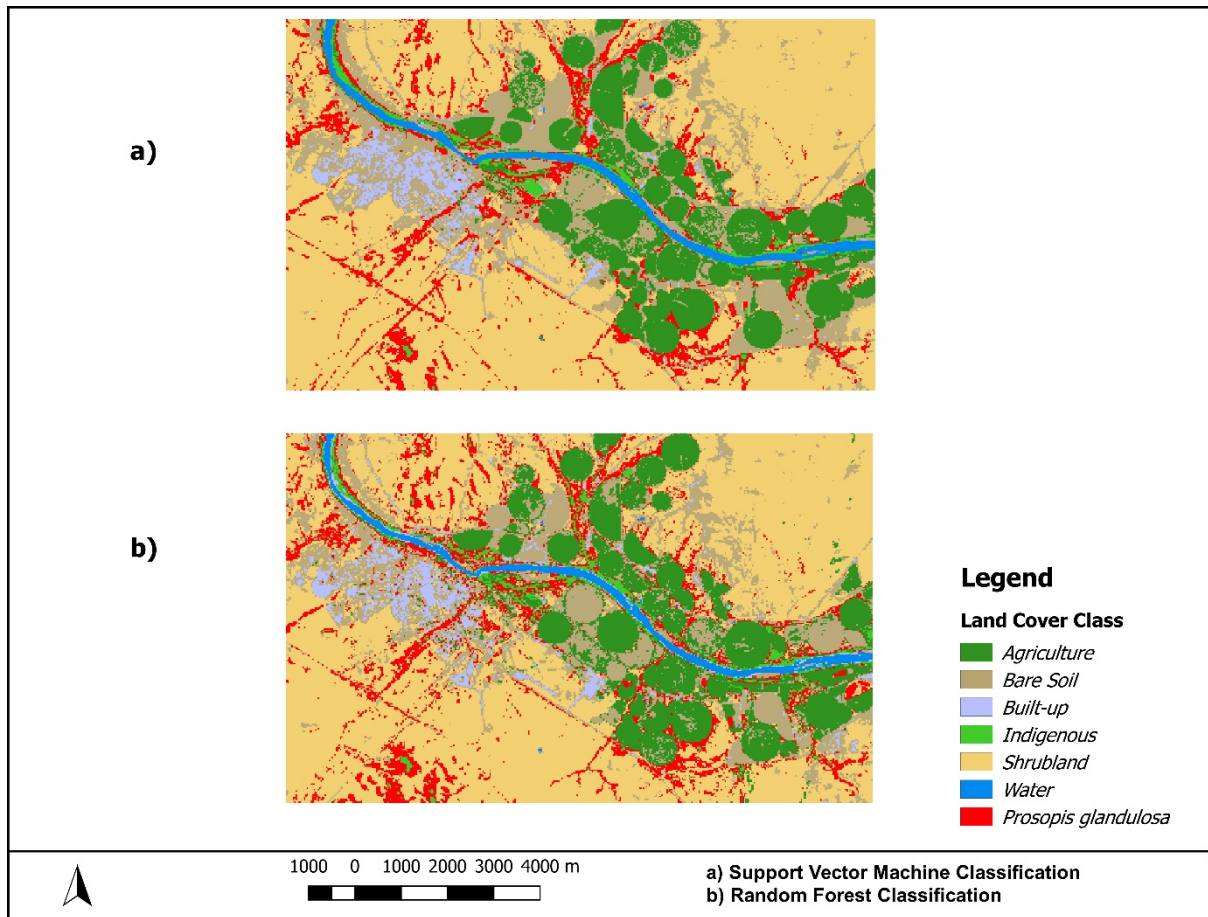 a)
b)
Legend
Land Cover Class
Agriculture
Bare Soil
Built-up
Indigenous
Shrubland
Water
Prosopis glandulosa
1000 0 1000 2000 3000 4000 m
a) Support Vector Machine Classification
b) Random Forest Classification